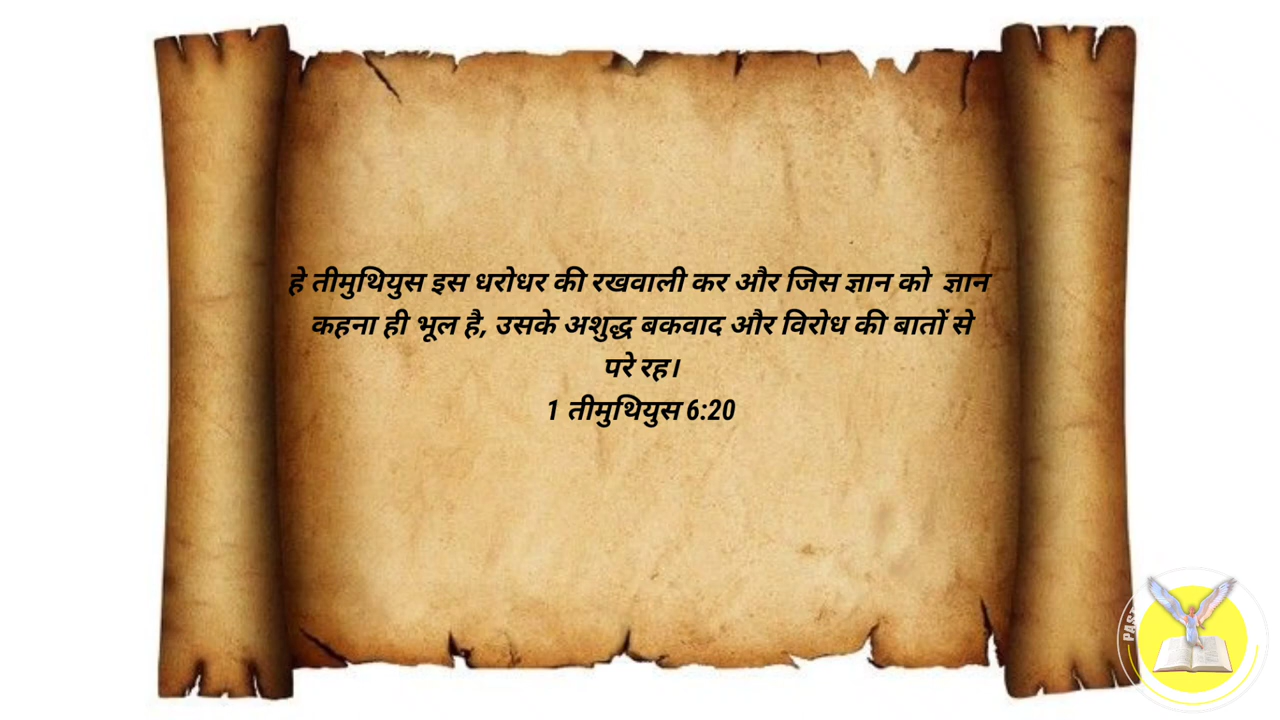 हे तीमुथियुस इस धरोधर की रखवाली कर और जिस ज्ञान को ज्ञान
कहना ही भूल है, उसके अशुद्ध बकवाद और विरोध की बातों से
परे रह।
1 तीमुथियुस 6:20